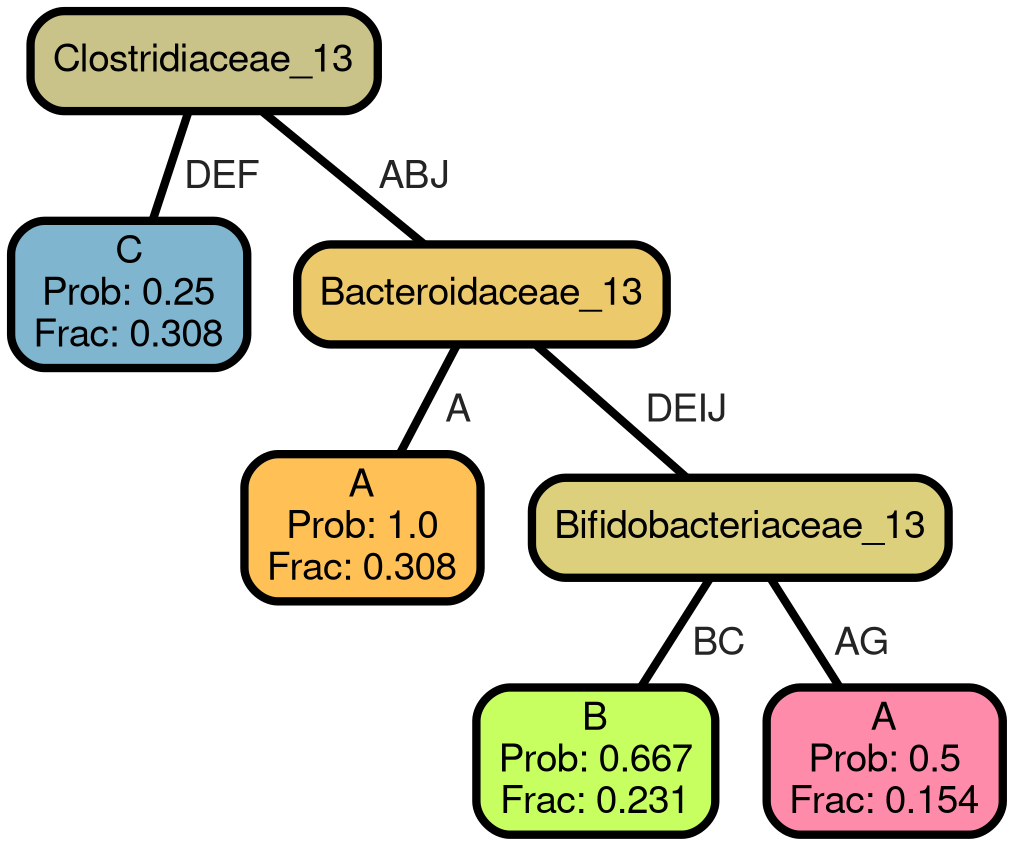 Clostridiaceae_13
DEF
ABJ
C
Prob: 0.25
Frac: 0.308
Bacteroidaceae_13
A
DEIJ
A
Prob: 1.0
Frac: 0.308
Bifidobacteriaceae_13
BC
AG
B
Prob: 0.667
Frac: 0.231
A
Prob: 0.5
Frac: 0.154